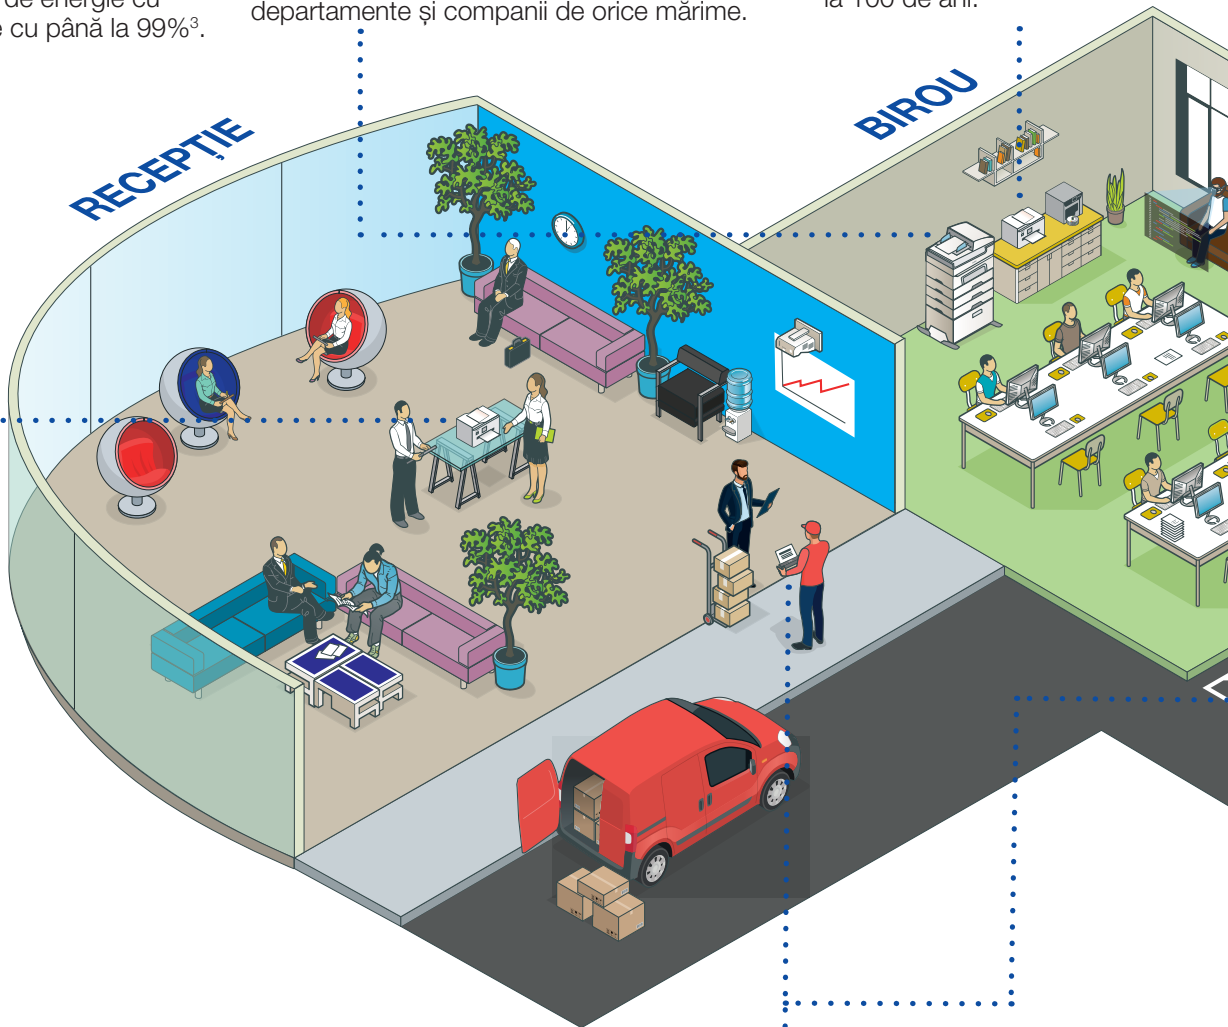 de energie cu
cu până la 99%³.
departamente și companii de orice mărime.
la 100 de ani.
RECEPȚIE
BIROU